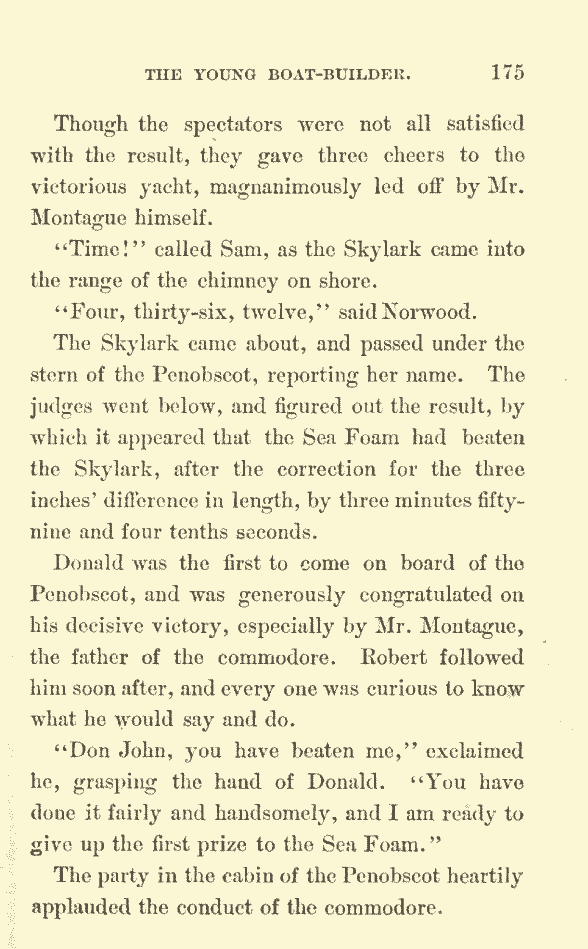 THE YOUNG BOAT-BUILDER. 175
Though the spectators were not all satisfied
with the result, they gave three cheers to the
victorious yacht, magnanimously led off by Mr.
Montague himself.
“Time!” called Sam, as the Skylark came into
the range of the chimney on shore.
“Four, thirty-six, twelve,” said Norwood.
The Skylark came about, and passed under the
stern of the Penobscot, reporting her name. The
judges went below, and figured out the result, by
which it appeared that the Sea Foam had beaten
the Skylark, after the correction for the three
inches’ difference in length, by three minutes fifty-
nine and four tenths seconds.
Donald was the first to come on board of the
Penobscot, and was generously congratulated on
his decisive victory, especially by Mr. Montague,
the father of the commodore. Robert followed
him soon after, and every one was curious to know
what he would say and do.
“Don John, you have beaten me,” exclaimed
he, grasping the hand of Donald. “You have
done it fairly and handsomely, and I am ready to
give up the first prize to the Sea Foam.”
The party in the cabin of the Penobscot heartily
applauded the conduct of the commodore.